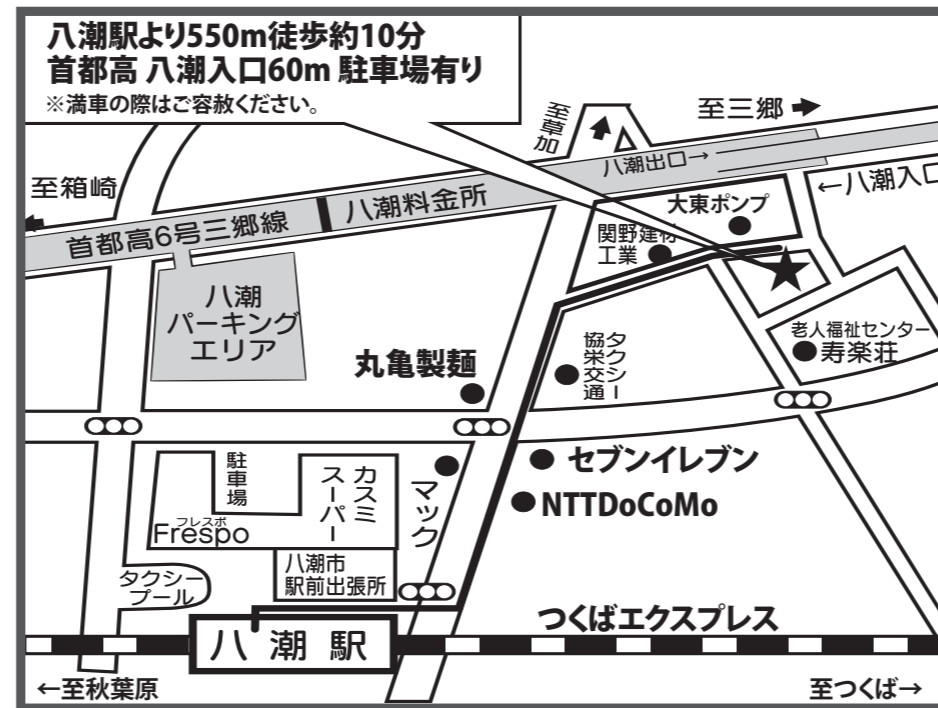 八潮駅より550m徒歩約10分
首都高 八潮入口60m 駐車場有り
※満車の際はご容赦ください。
至草加
至三郷
八潮出口→
←八潮入口
至箱崎
首都高6号三郷線
八潮料金所
大東ポンプ
関野建材
工業
八潮
パーキング
エリア
丸亀製麺
協栄交通
タクシー
老人福祉センター
寿楽荘
セブンイレブン
NTTDoCoMo
駐車場
カスミ
スーパー
マック
フレスポ
Frespo
八潮市
駅前出張所
タクシー
プール
つくばエクスプレス
八潮駅
←至秋葉原
至つくば→